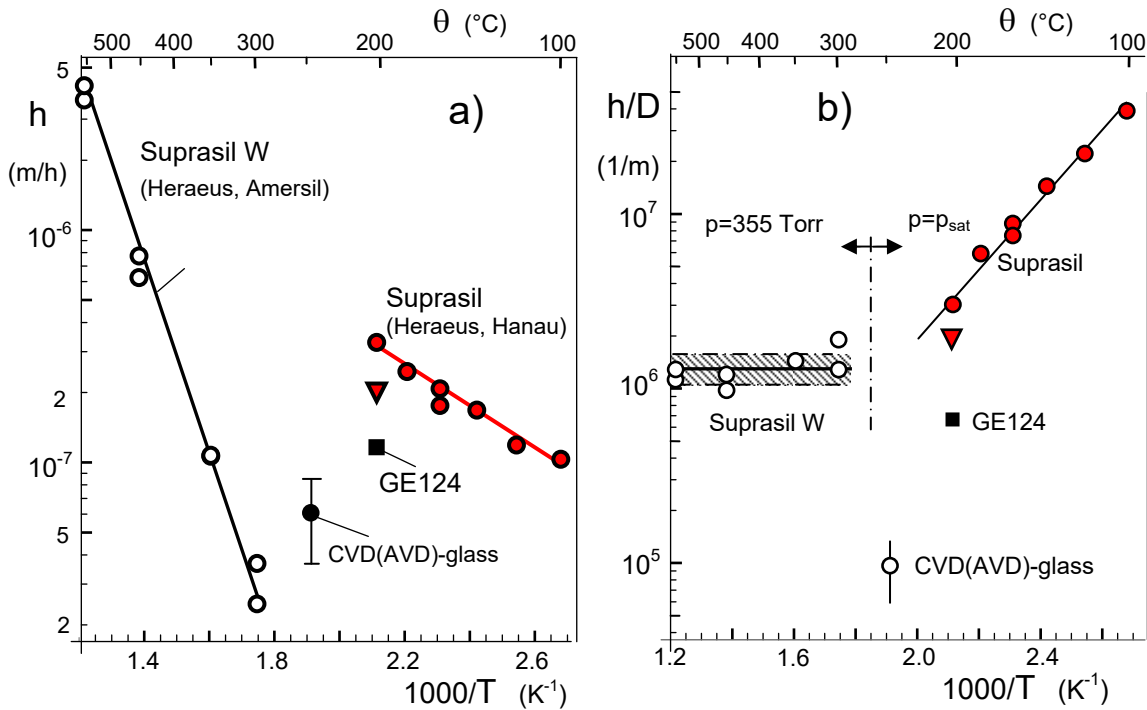 θ (°C)
500 400 300 200 100
5
h
(m/h)
a)
Suprasil W
(Heraeus, Amersil)
10⁻⁶
Suprasil
(Heraeus, Hanau)
2
10⁻⁷
GE124
5
CVD(AVD)-glass
2
1.4 1.8 2.2 2.6
1000/T (K⁻¹)
θ (°C)
500 400 300 200 100
h/D
(1/m)
b)
10⁷
p=355 Torr
p=pₛₐₜ
Suprasil
10⁶
Suprasil W
GE124
10⁵
CVD(AVD)-glass
1.2 1.6 2.0 2.4
1000/T (K⁻¹)